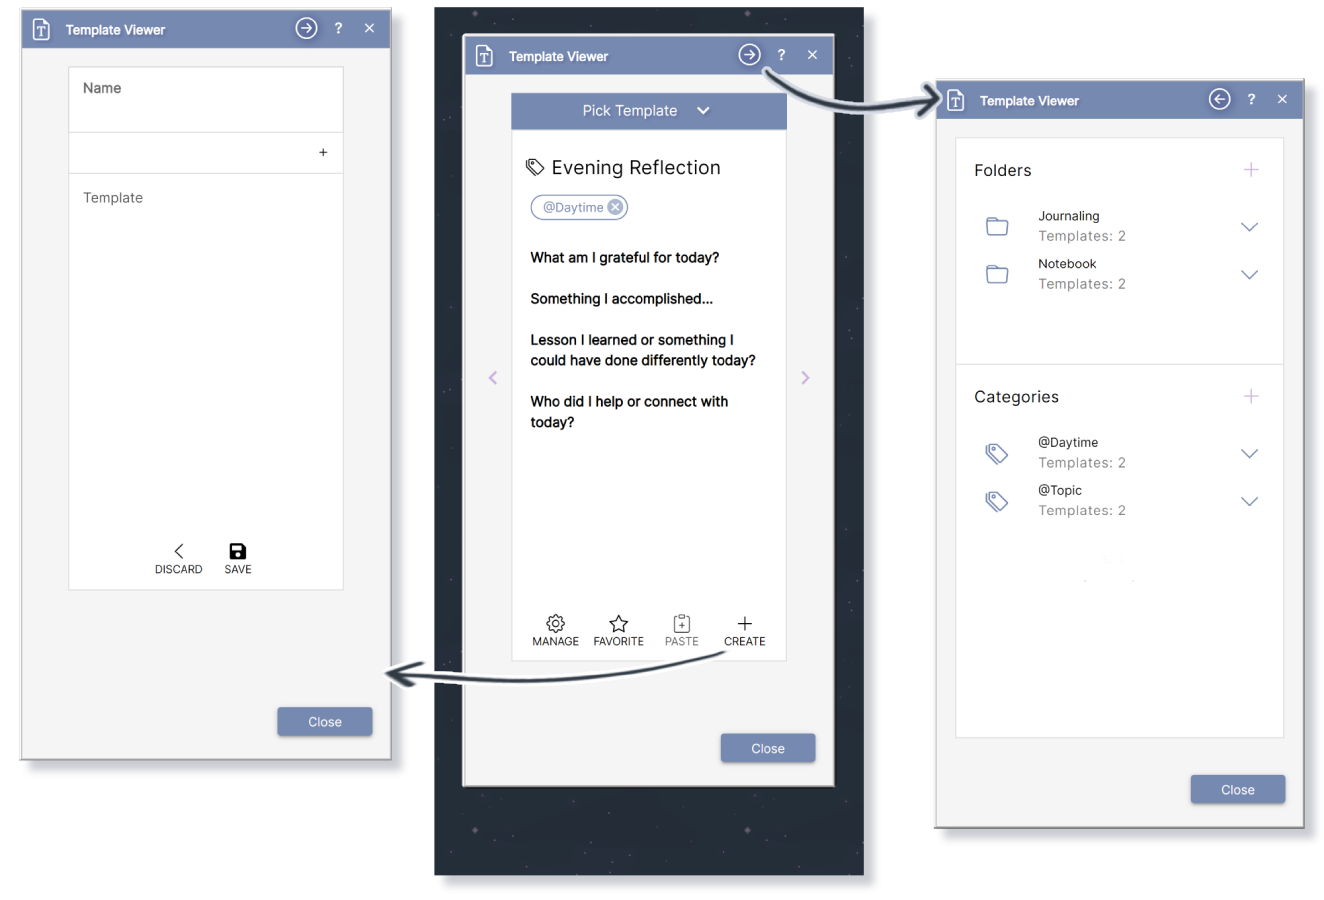 Template Viewer
?
Name
+
Template
DISCARD SAVE
Close
Template Viewer
?
Pick Template
Evening Reflection
@Daytime
What am I grateful for today?
Something I accomplished...
Lesson I learned or something I
could have done differently today?
Who did I help or connect with
today?
MANAGE FAVORITE PASTE CREATE
Close
Template Viewer
?
Folders
Journaling
Templates: 2
Notebook
Templates: 2
Categories
@Daytime
Templates: 2
@Topic
Templates: 2
Close